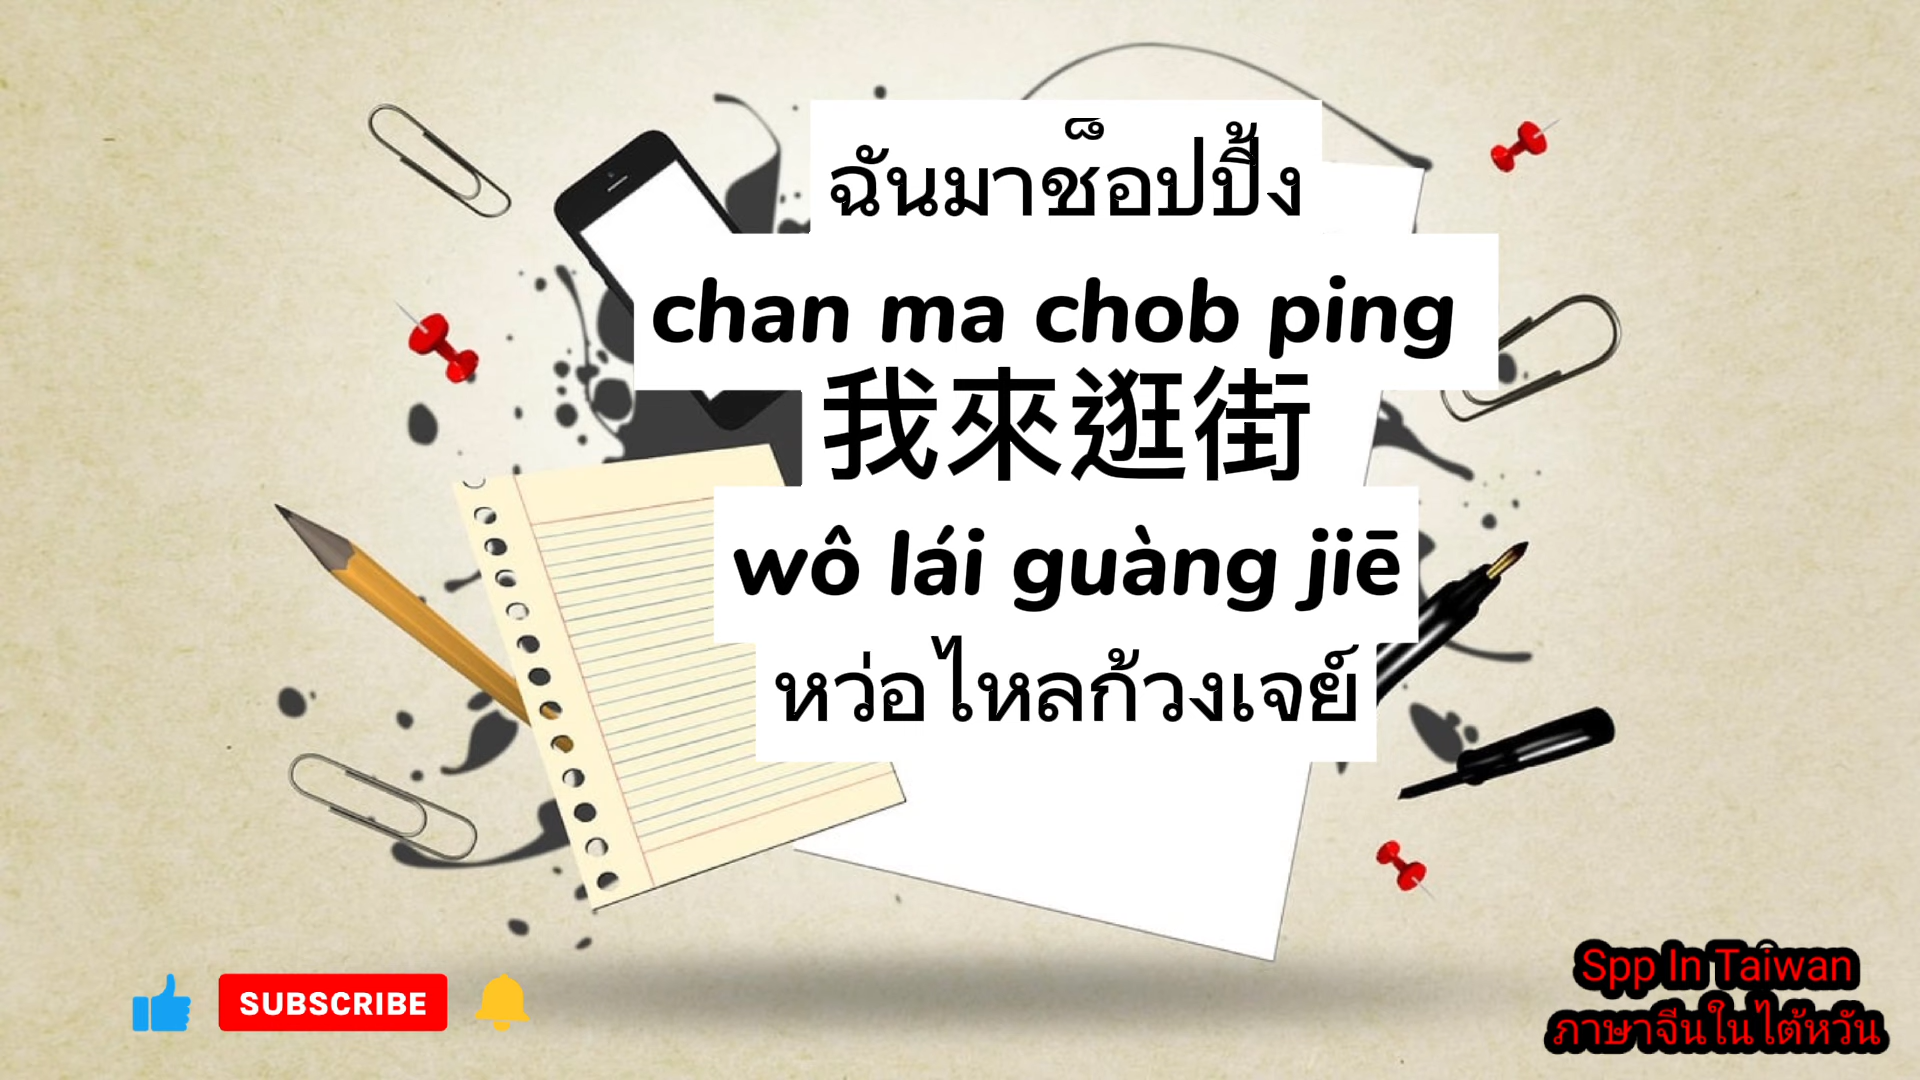 ฉันมาช็อปปิ้ง
chan ma chob ping
我來逛街
wô lái guàng jiē
หว่อไหลก้วงเจย์
SUBSCRIBE
Spp In Taiwan
ภาษาจีนในไต้หวัน